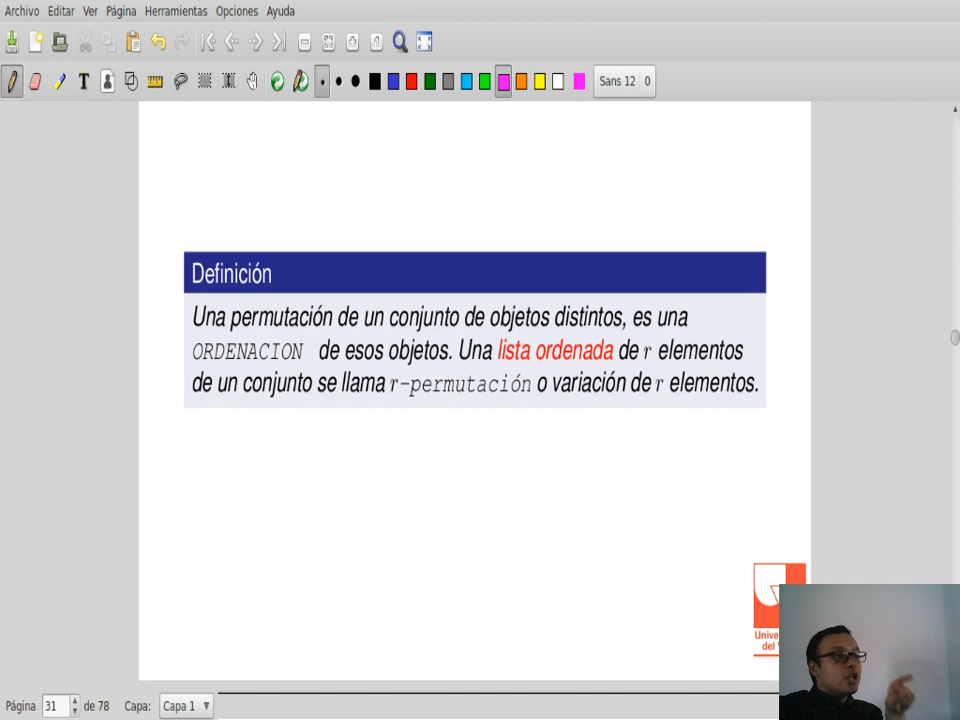 Archivo Editar Ver Página Herramientas Opciones Ayuda
Sans 12 0
Definición
Una permutación de un conjunto de objetos distintos, es una
ORDENACION de esos objetos. Una lista ordenada de r elementos
de un conjunto se llama r-permutación o variación de r elementos.
del
Página 31 de 78 Capa: Capa 1